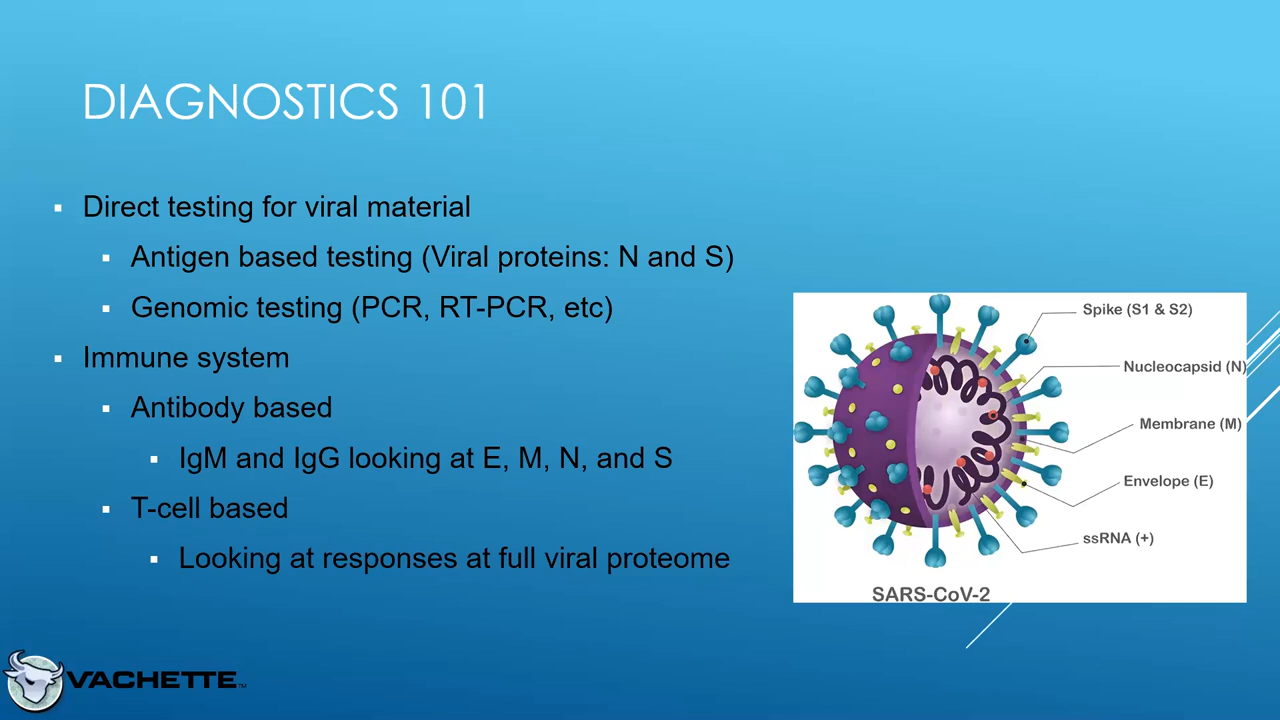 DIAGNOSTICS 101
Direct testing for viral material
Antigen based testing (Viral proteins: N and S)
Genomic testing (PCR, RT-PCR, etc)
Immune system
Antibody based
IgM and IgG looking at E, M, N, and S
T-cell based
Looking at responses at full viral proteome
Spike (S1 & S2)
Nucleocapsid (N)
Membrane (M)
Envelope (E)
ssRNA (+)
SARS-CoV-2
VACHETTE™